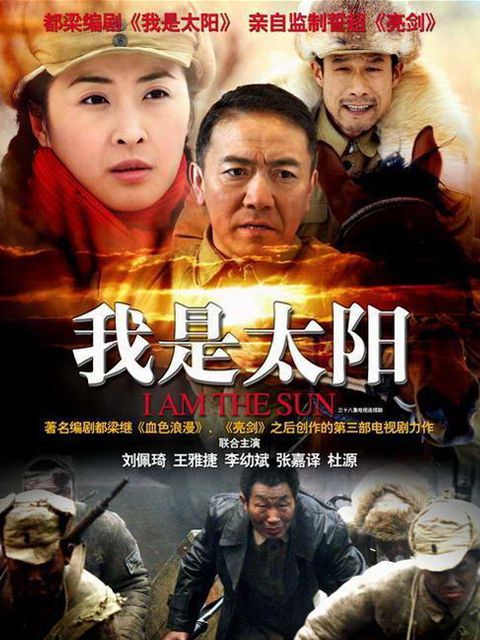 都梁编剧《我是太阳》 亲自监制誓超《亮剑》
我是太阳
I AM THE SUN
三十八集电视连续剧
著名编剧都梁继《血色浪漫》、《亮剑》之后创作的第三部电视剧力作
联合主演
刘佩琦 王雅捷 李幼斌 张嘉译 杜源